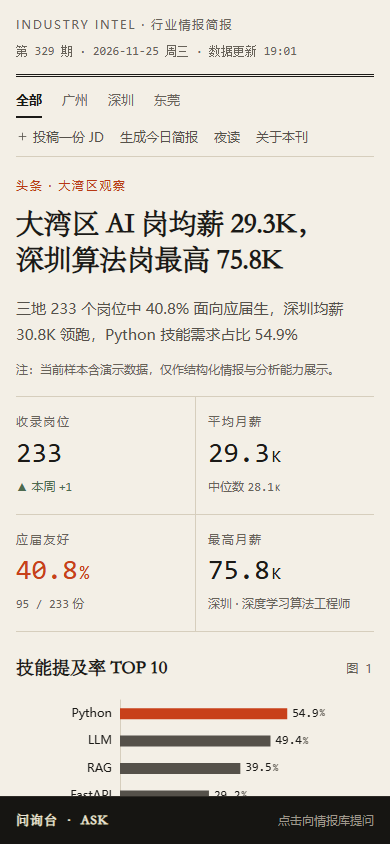 INDUSTRY INTEL · 行业情报简报
第 329 期 · 2026-11-25 周三 · 数据更新 19:01
全部 广州 深圳 东莞
+ 投稿一份 JD 生成今日简报 夜读 关于本刊
头条 · 大湾区观察
大湾区 AI 岗均薪 29.3K，
深圳算法岗最高 75.8K
三地 233 个岗位中 40.8% 面向应届生，深圳均薪
30.8K 领跑，Python 技能需求占比 54.9%
注：当前样本含演示数据，仅作结构化情报与分析能力展示。
收录岗位 平均月薪
233 29.3K
▲ 本周 +1 中位数 28.1K
应届友好 最高月薪
40.8% 75.8K
95 / 233 份 深圳 · 深度学习算法工程师
技能提及率 TOP 10 图 1
Python 54.9%
LLM 49.4%
RAG 39.5%
FastAPI 29.2%
问询台 · ASK 点击向情报库提问